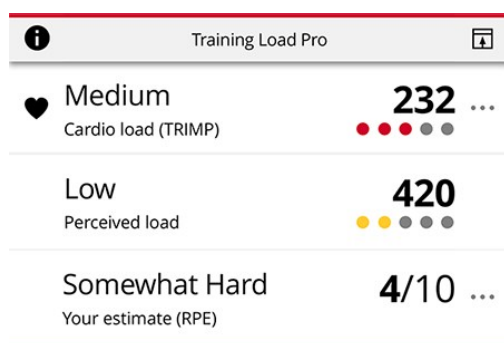 Training Load Pro
Medium
232
Cardio load (TRIMP)
Low
420
Perceived load
Somewhat Hard
4/10
Your estimate (RPE)